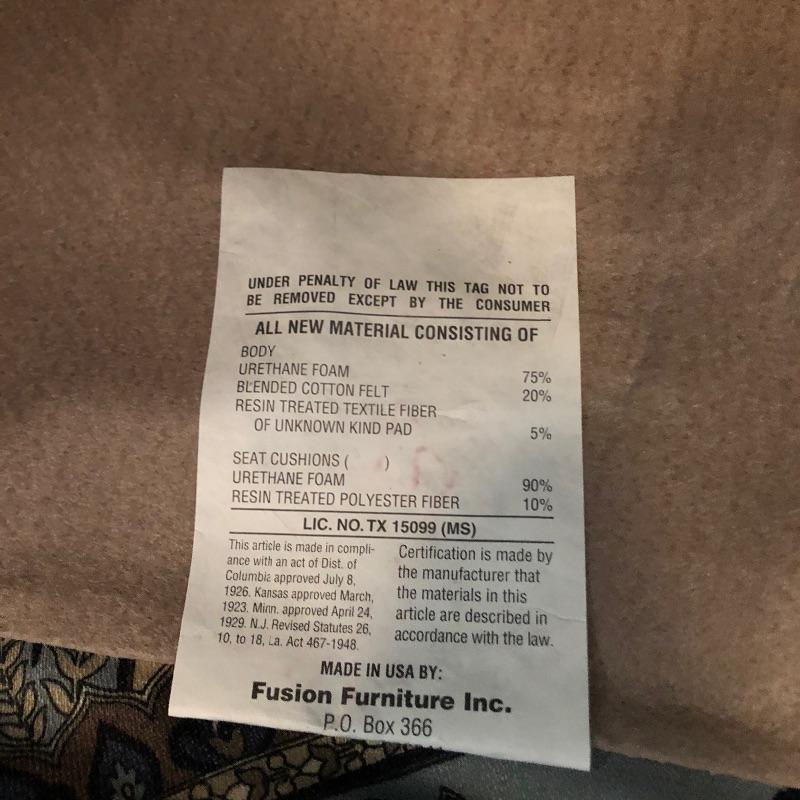 UNDER PENALTY OF LAW THIS TAG NOT TO
BE REMOVED EXCEPT BY THE CONSUMER
ALL NEW MATERIAL CONSISTING OF
BODY
URETHANE FOAM 75%
BLENDED COTTON FELT 20%
RESIN TREATED TEXTILE FIBER
OF UNKNOWN KIND PAD 5%
SEAT CUSHIONS ( )
URETHANE FOAM 90%
RESIN TREATED POLYESTER FIBER 10%
LIC. NO. TX 15099 (MS)
This article is made in compli-
ance with an act of Dist. of
Columbia approved July 8,
1926. Kansas approved March,
1923. Minn. approved April 24,
1929. N.J. Revised Statutes 26,
10, to 18, La. Act 467-1948.
Certification is made by
the manufacturer that
the materials in this
article are described in
accordance with the law.
MADE IN USA BY:
Fusion Furniture Inc.
P.O. Box 366